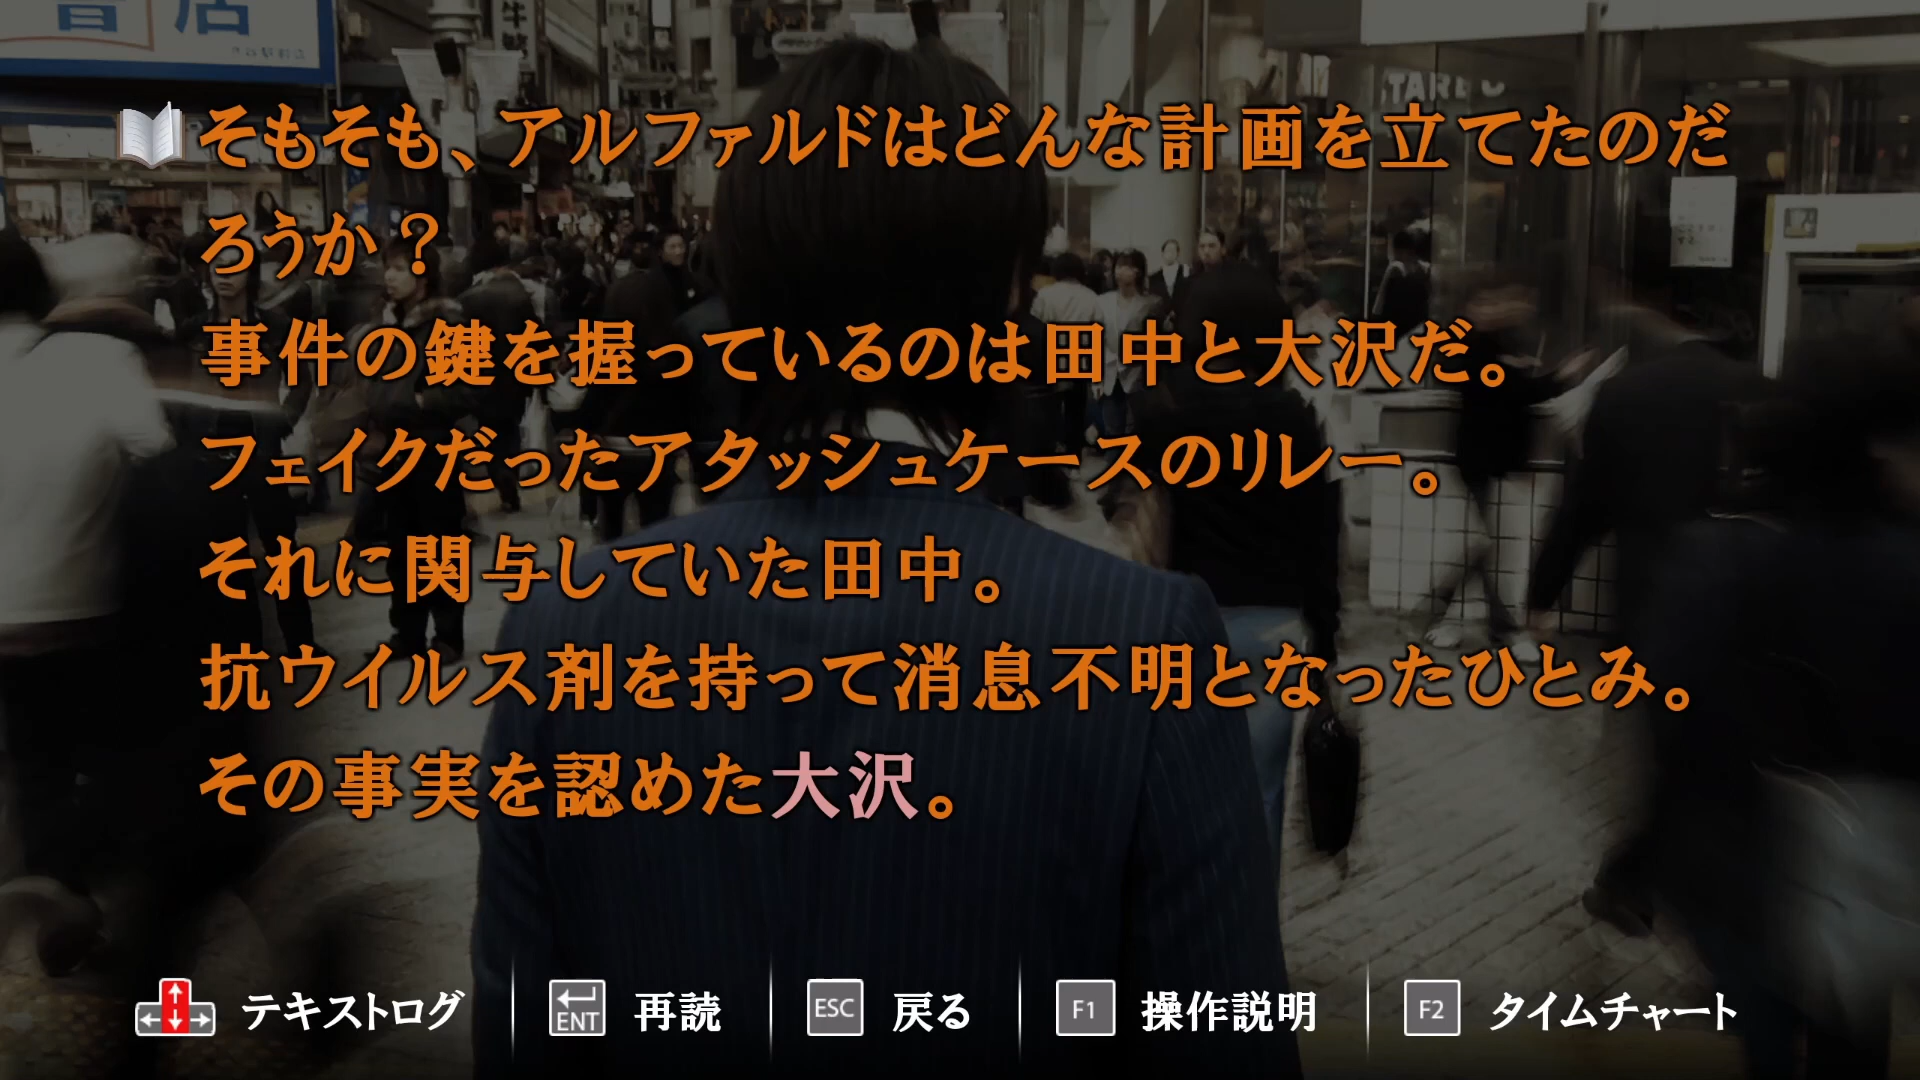 そもそも、アルファルドはどんな計画を立てたのだ
ろうか？
事件の鍵を握っているのは田中と大沢だ。
フェイクだったアタッシュケースのリレー。
それに関与していた田中。
抗ウイルス剤を持って消息不明となったひとみ。
その事実を認めた大沢。
テキストログ
ENT 再読
ESC 戻る
F1 操作説明
F2 タイムチャート